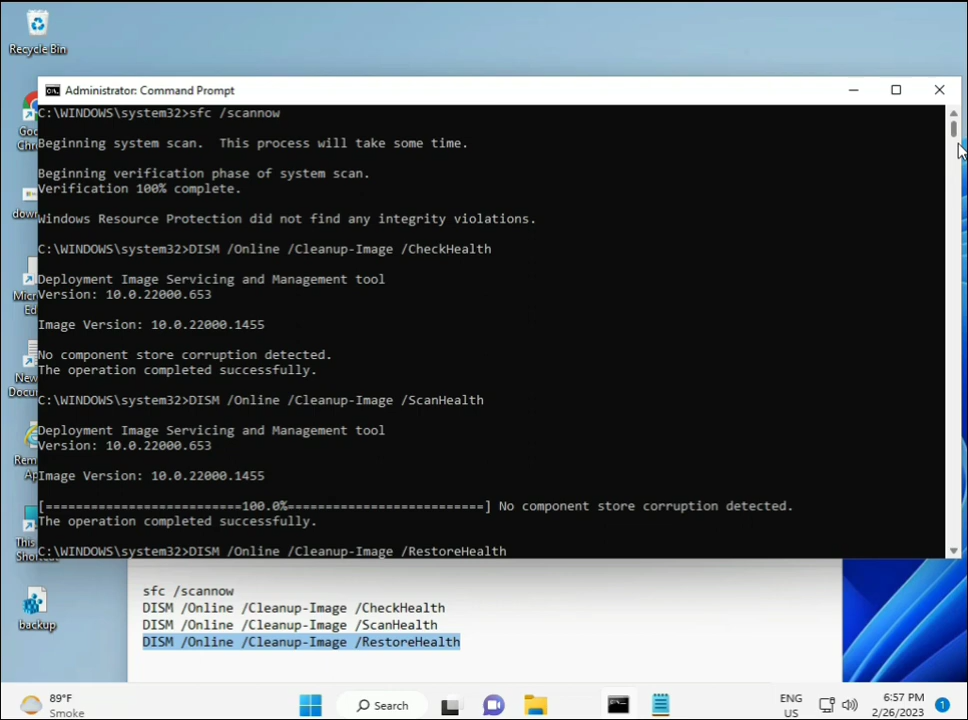 Recycle Bin
Administrator: Command Prompt
C:\WINDOWS\system32>sfc /scannow
Beginning system scan.  This process will take some time.
Beginning verification phase of system scan.
Verification 100% complete.
Windows Resource Protection did not find any integrity violations.
C:\WINDOWS\system32>DISM /Online /Cleanup-Image /CheckHealth
Deployment Image Servicing and Management tool
Version: 10.0.22000.653
Image Version: 10.0.22000.1455
No component store corruption detected.
The operation completed successfully.
C:\WINDOWS\system32>DISM /Online /Cleanup-Image /ScanHealth
Deployment Image Servicing and Management tool
Version: 10.0.22000.653
Image Version: 10.0.22000.1455
[==========================100.0%==========================] No component store corruption detected.
The operation completed successfully.
C:\WINDOWS\system32>DISM /Online /Cleanup-Image /RestoreHealth
sfc /scannow
DISM /Online /Cleanup-Image /CheckHealth
DISM /Online /Cleanup-Image /ScanHealth
DISM /Online /Cleanup-Image /RestoreHealth
backup
89°F
Smoke
Search
ENG
US
6:57 PM
2/26/2023
1